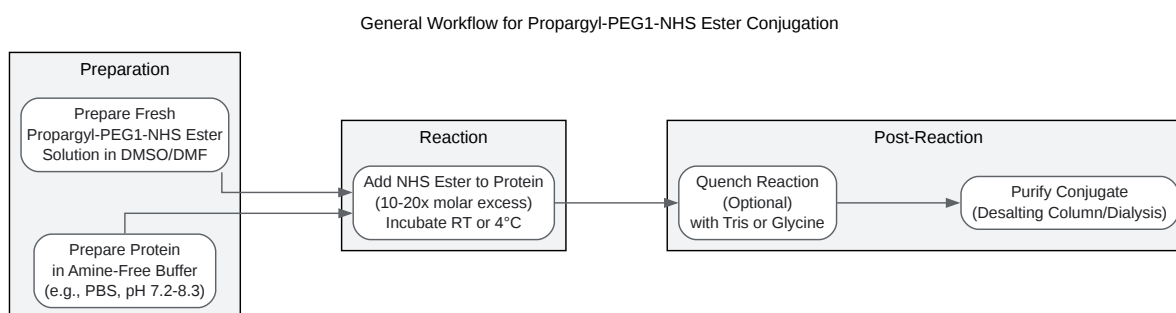 General Workflow for Propargyl-PEG1-NHS Ester Conjugation
Preparation
Prepare Fresh
Propargyl-PEG1-NHS Ester
Solution in DMSO/DMF
Prepare Protein
in Amine-Free Buffer
(e.g., PBS, pH 7.2-8.3)
Reaction
Add NHS Ester to Protein
(10-20x molar excess)
Incubate RT or 4°C
Post-Reaction
Quench Reaction
(Optional)
with Tris or Glycine
Purify Conjugate
(Desalting Column/Dialysis)